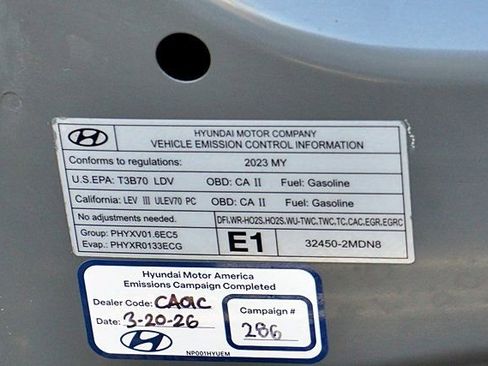 HYUNDAI MOTOR COMPANY
VEHICLE EMISSION CONTROL INFORMATION
Conforms to regulations: 2023 MY
U.S.EPA: T3B70 LDV OBD: CA II Fuel: Gasoline
California: LEV III ULEV70 PC OBD: CA II Fuel: Gasoline
No adjustments needed. DFI.WR-HO2S.HO2S.WU-TWC.TWC.TC.CAC.EGR.EGRC
Group: PHYXV01.6EC5
Evap.: PHYXR0133ECG
E1
32450-2MDN8
Hyundai Motor America
Emissions Campaign Completed
Dealer Code: CA01C
Date: 3-20-26
Campaign #
286
NP001HYUEM